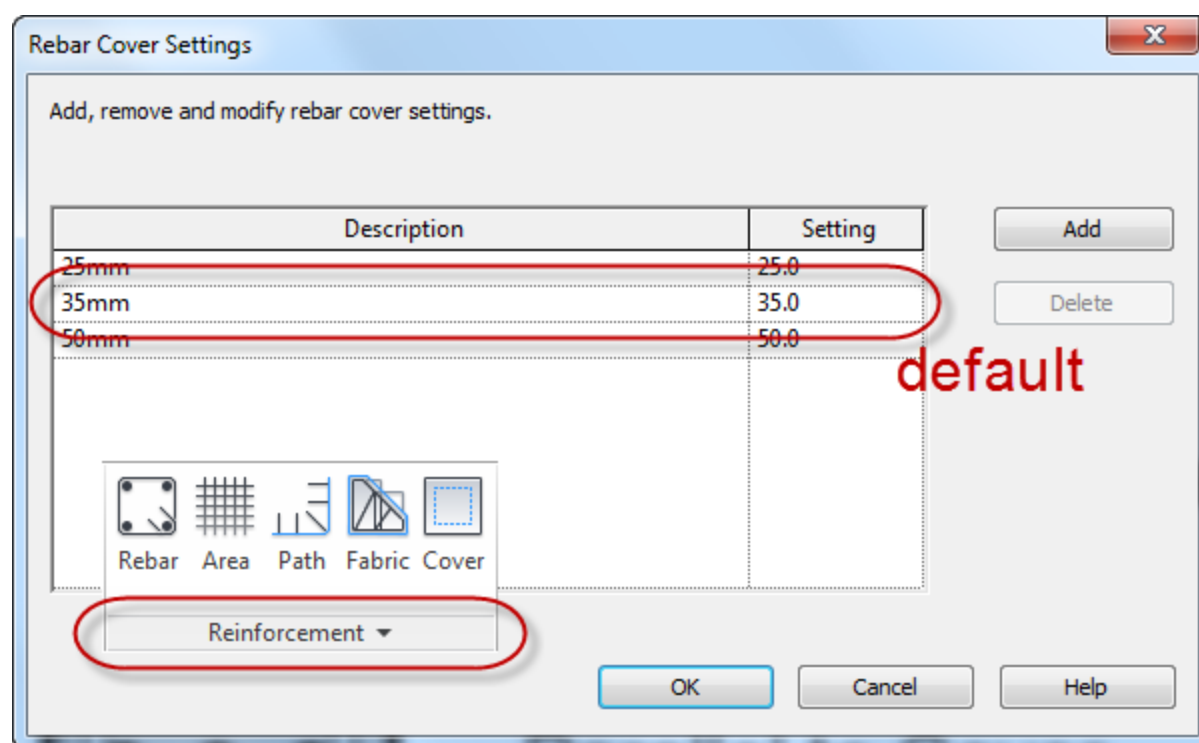 Rebar Cover Settings
Add, remove and modify rebar cover settings.
Description Setting Add
25mm 25.0
35mm 35.0 Delete
50mm 50.0
default
Rebar Area Path Fabric Cover
Reinforcement
OK Cancel Help